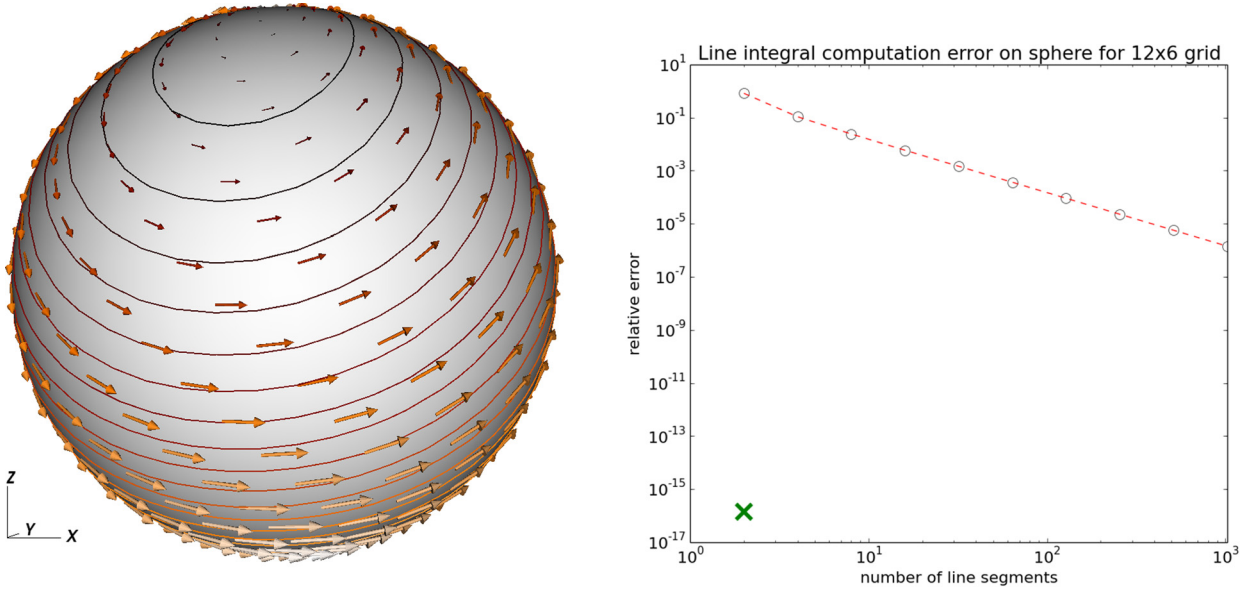 Z
Y
X
Line integral computation error on sphere for 12x6 grid
relative error
10^1
10^-1
10^-3
10^-5
10^-7
10^-9
10^-11
10^-13
10^-15
10^-17
10^0
10^1
10^2
10^3
number of line segments